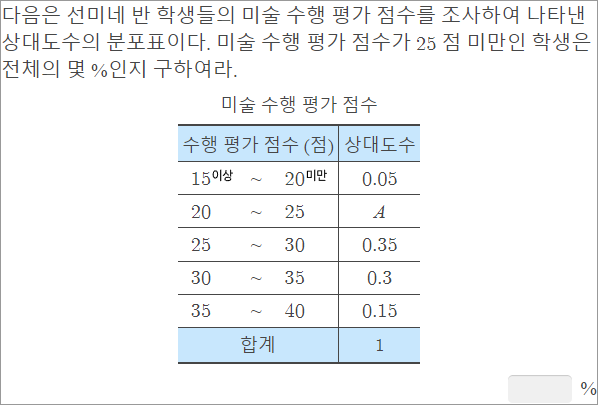 다음은 선미네 반 학생들의 미술 수행 평가 점수를 조사하여 나타낸
상대도수의 분포표이다. 미술 수행 평가 점수가 25 점 미만인 학생은
전체의 몇 %인지 구하여라.
미술 수행 평가 점수
수행 평가 점수 (점) 상대도수
15이상 ~ 20미만 0.05
20 ~ 25 A
25 ~ 30 0.35
30 ~ 35 0.3
35 ~ 40 0.15
합계 1
%